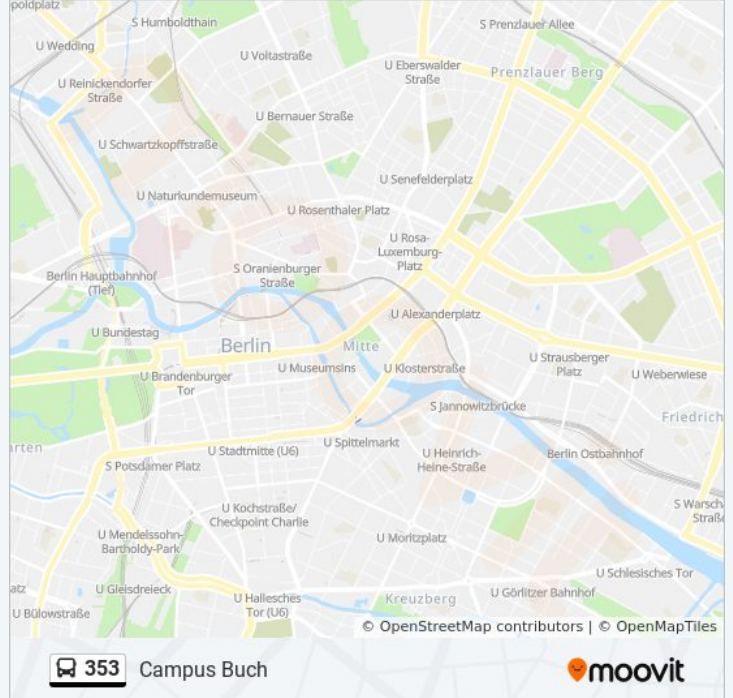 poldplatz
S Humboldthain
S Prenzlauer Allee
U Wedding
U Voltastraße
U Eberswalder
Straße
Prenzlauer Berg
U Reinickendorfer
Straße
U Bernauer Straße
U Schwartzkopffstraße
U Senefelderplatz
U Naturkundemuseum
U Rosenthaler Platz
U Rosa-
Luxemburg-
Platz
Berlin Hauptbahnhof
(Tief)
S Oranienburger
Straße
U Alexanderplatz
U Bundestag
Berlin
Mitte
U Strausberger
Platz
U Museumsins
U Klosterstraße
U Weberwiese
U Brandenburger
Tor
S Jannowitzbrücke
Friedrich
U Spittelmarkt
rten
U Stadtmitte (U6)
U Heinrich-
Heine-Straße
Berlin Ostbahnhof
S Potsdamer Platz
S Warsch
Straße
U Kochstraße/
Checkpoint Charlie
U Mendelssohn-
Bartholdy-Park
U Moritzplatz
U Schlesisches Tor
atz
U Gleisdreieck
U Hallesches
Tor (U6)
Kreuzberg
U Görlitzer Bahnhof
U Bülowstraße
© OpenStreetMap contributors | © OpenMapTiles
353 Campus Buch
moovit